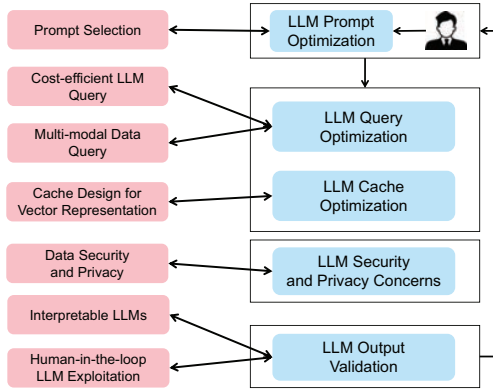 Prompt Selection
LLM Prompt
Optimization
Cost-efficient LLM
Query
Multi-modal Data
Query
LLM Query
Optimization
Cache Design for
Vector Representation
LLM Cache
Optimization
Data Security
and Privacy
LLM Security
and Privacy Concerns
Interpretable LLMs
Human-in-the-loop
LLM Exploitation
LLM Output
Validation